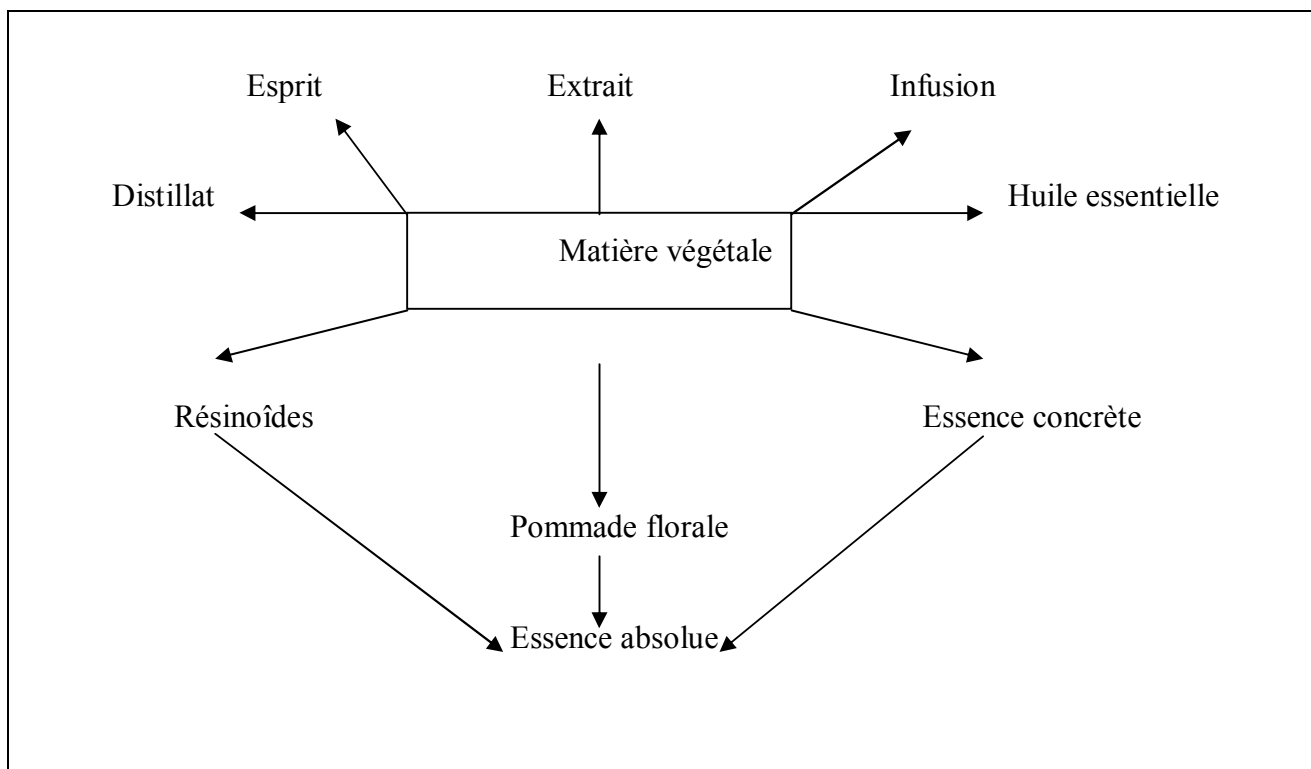 Esprit Extrait Infusion
Distillat Huile essentielle
Matière végétale
Résinoîdes Essence concrète
Pommade florale
Essence absolue